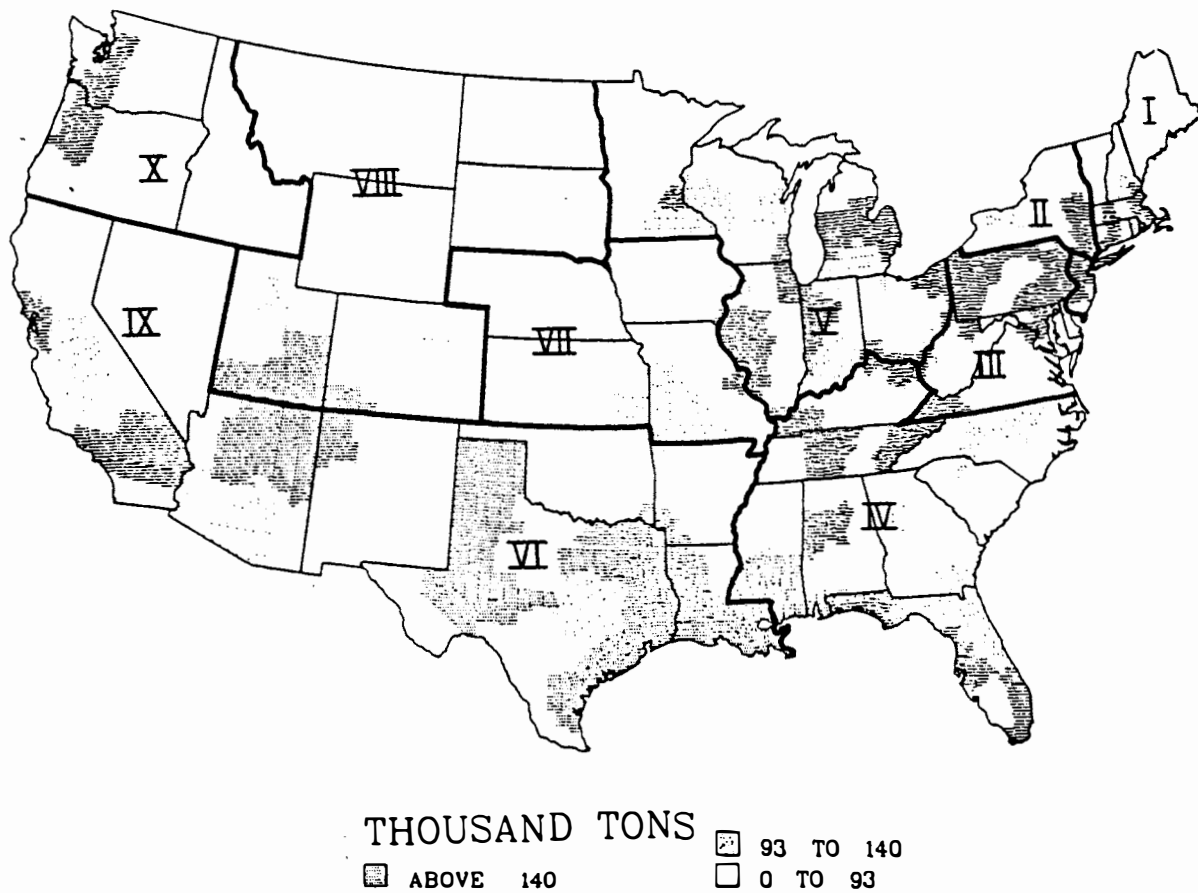 I
II
X
VIII
IX
V
VII
III
IV
VI
THOUSAND TONS
93 TO 140
ABOVE 140
0 TO 93